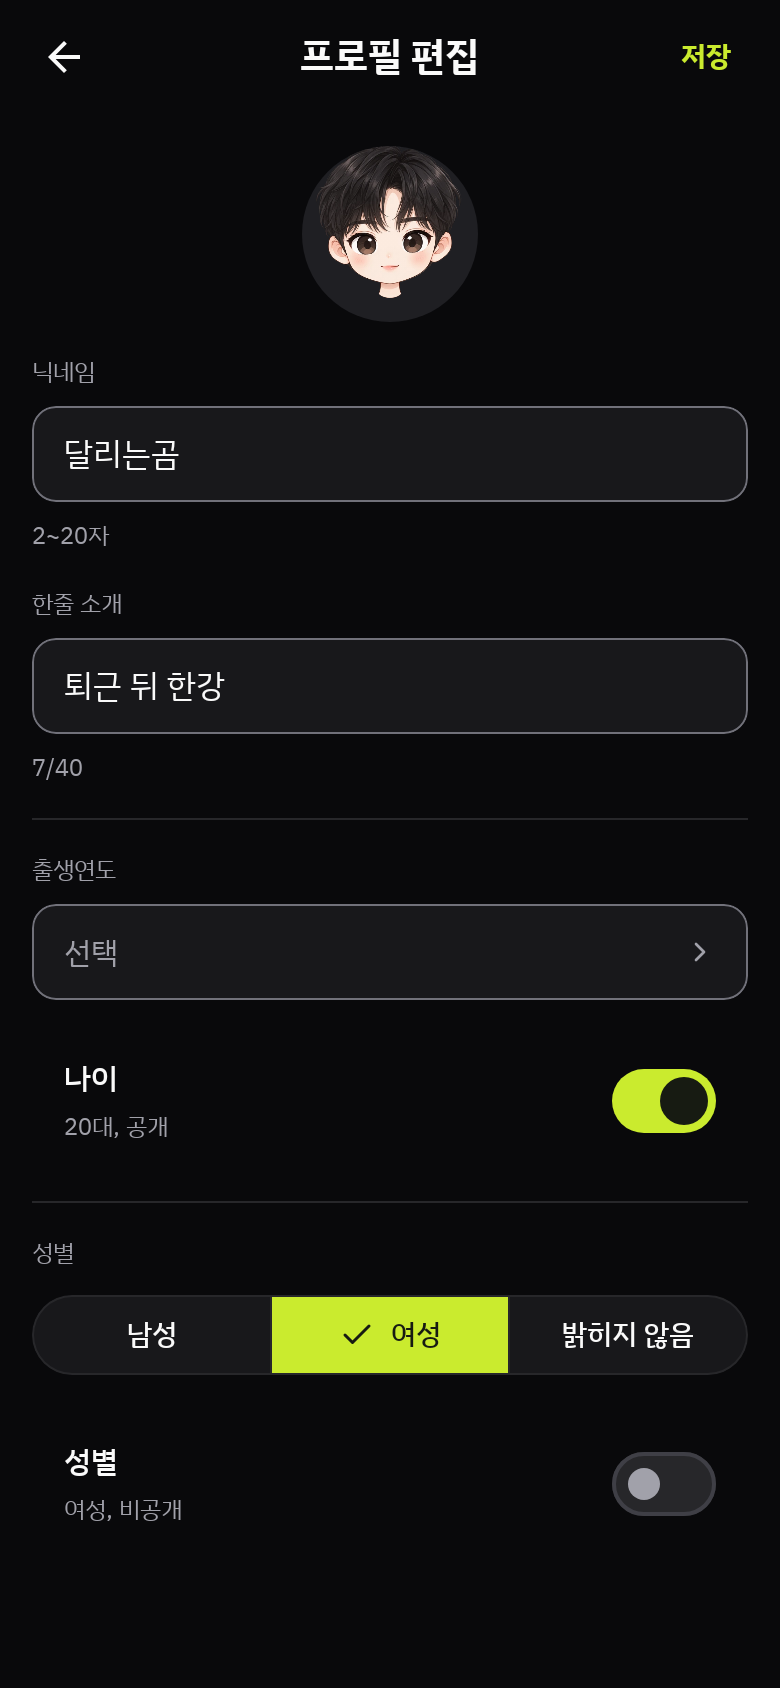 프로필 편집
저장
닉네임
달리는곰
2~20자
한줄 소개
퇴근 뒤 한강
7/40
출생연도
선택
나이
20대, 공개
성별
남성
여성
밝히지 않음
성별
여성, 비공개